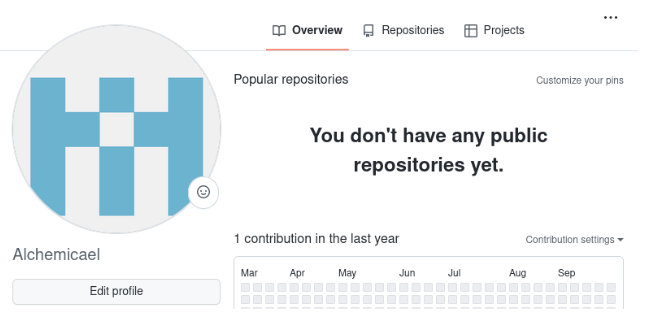 Overview
Repositories
Projects
Popular repositories
Customize your pins
You don't have any public
repositories yet.
Alchemicael
Edit profile
1 contribution in the last year
Contribution settings
Mar Apr May Jun Jul Aug Sep